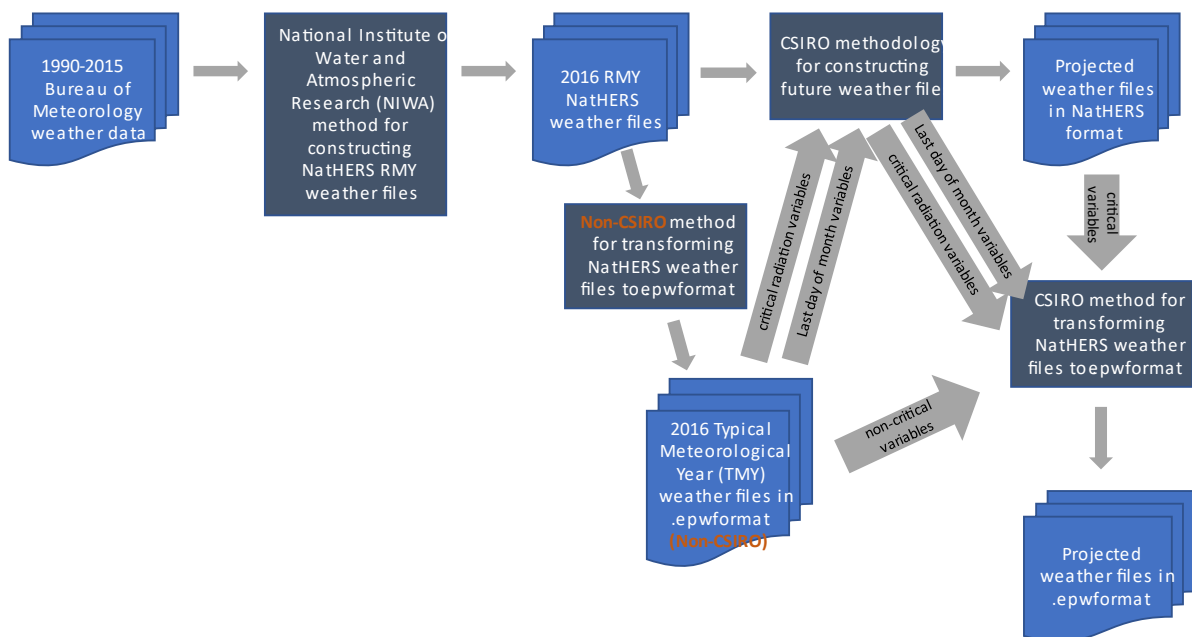 1990-2015
Bureau of
Meteorology
weather data
National Institute o
Water and
Atmospheric
Research (NIWA)
method for
constructing
NatHERS RMY
weather files
2016 RMY
NatHERS
weather files
CSIRO methodology
for constructing
future weather file
Projected
weather files
in NatHERS
format
Non-CSIRO method
for transforming
NatHERS weather
files toepwformat
critical radiation variables
Last day of month variables
critical radiation variables
Last day of month variables
critical
variables
CSIRO method for
transforming
NatHERS weather
files toepwformat
2016 Typical
Meteorological
Year (TMY)
weather files in
.epwformat
(Non-CSIRO)
non-critical
variables
Projected
weather files in
.epwformat